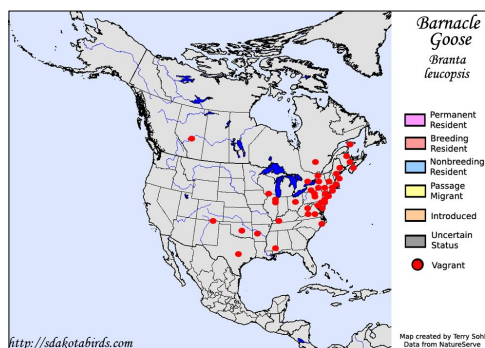 Barnacle
Goose
Branta
leucopsis
Permanent
Resident
Breeding
Resident
Nonbreeding
Resident
Passage
Migrant
Introduced
Uncertain
Status
Vagrant
http://sdakotabirds.com
Map created by Terry Sohl
Data from NatureServe